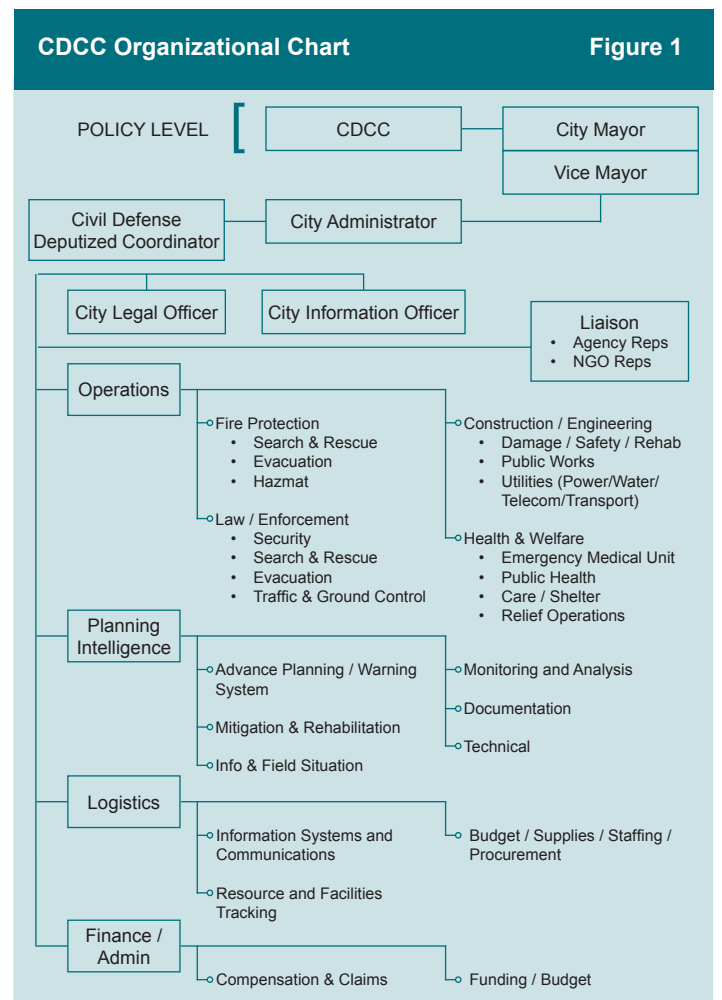 CDCC Organizational Chart
Figure 1
POLICY LEVEL
[
CDCC
City Mayor
Vice Mayor
Civil Defense
Deputized Coordinator
City Administrator
City Legal Officer
City Information Officer
Liaison
• Agency Reps
• NGO Reps
Operations
Fire Protection
• Search & Rescue
• Evacuation
• Hazmat
Law / Enforcement
• Security
• Search & Rescue
• Evacuation
• Traffic & Ground Control
Construction / Engineering
• Damage / Safety / Rehab
• Public Works
• Utilities (Power/Water/
Telecom/Transport)
Health & Welfare
• Emergency Medical Unit
• Public Health
• Care / Shelter
• Relief Operations
Planning
Intelligence
Advance Planning / Warning
System
Mitigation & Rehabilitation
Info & Field Situation
Monitoring and Analysis
Documentation
Technical
Logistics
Information Systems and
Communications
Resource and Facilities
Tracking
Budget / Supplies / Staffing /
Procurement
Finance /
Admin
Compensation & Claims
Funding / Budget